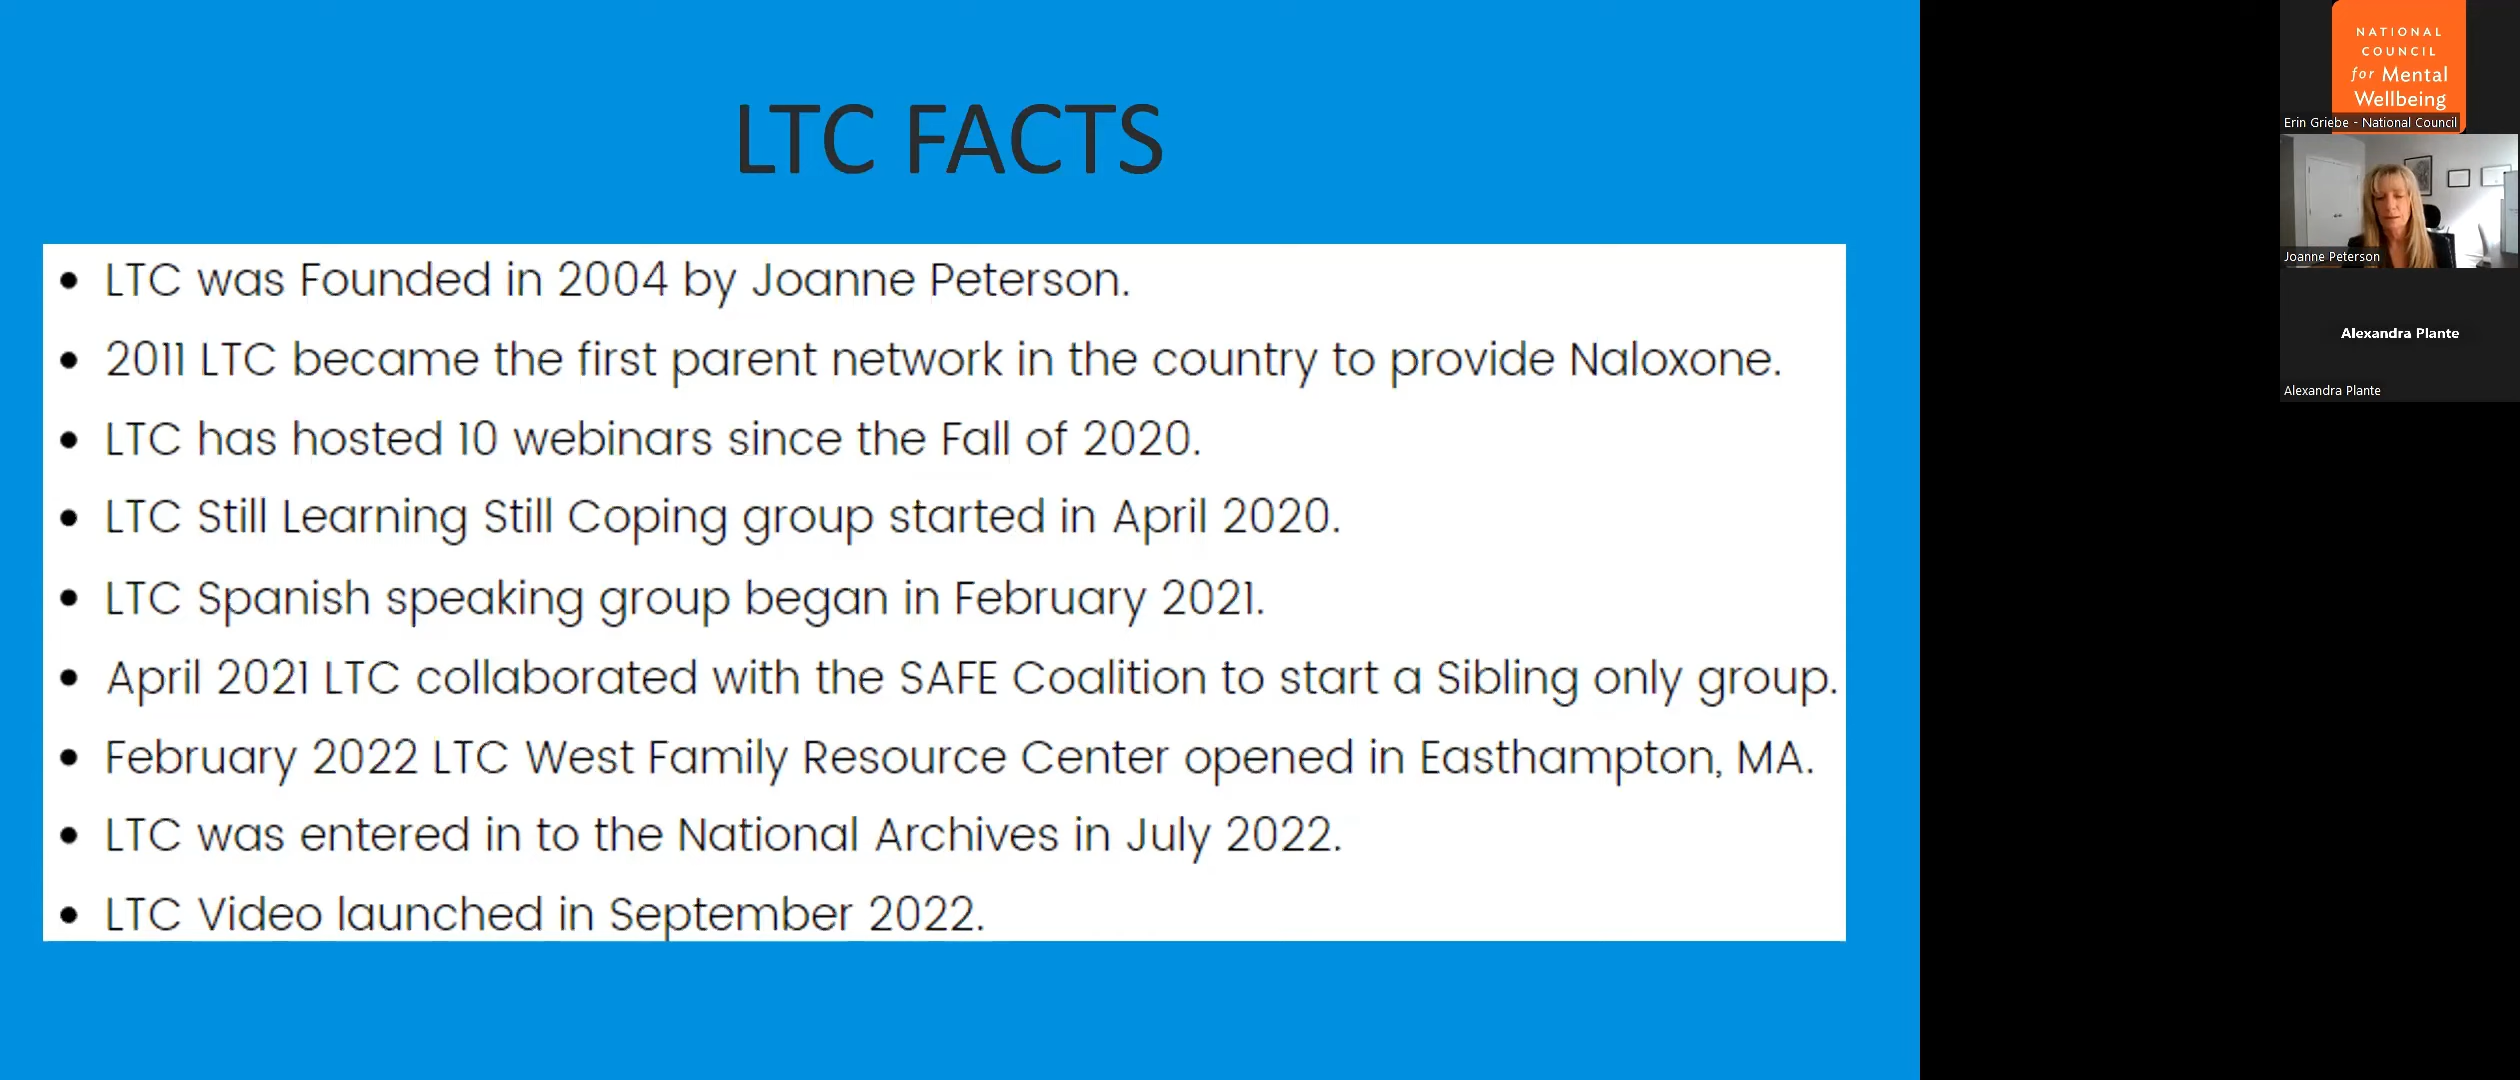 LTC FACTS
• LTC was Founded in 2004 by Joanne Peterson.
• 2011 LTC became the first parent network in the country to provide Naloxone.
• LTC has hosted 10 webinars since the Fall of 2020.
• LTC Still Learning Still Coping group started in April 2020.
• LTC Spanish speaking group began in February 2021.
• April 2021 LTC collaborated with the SAFE Coalition to start a Sibling only group.
• February 2022 LTC West Family Resource Center opened in Easthampton, MA.
• LTC was entered in to the National Archives in July 2022.
• LTC Video launched in September 2022.
NATIONAL
COUNCIL
for Mental
Wellbeing
Erin Griebe - National Council
Joanne Peterson
Alexandra Plante
Alexandra Plante